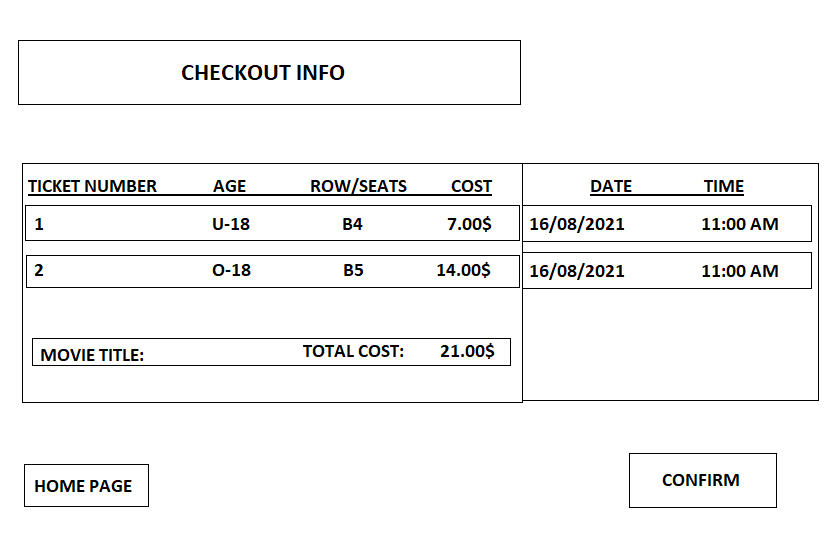 CHECKOUT INFO
TICKET NUMBER AGE ROW/SEATS COST DATE TIME
1 U-18 B4 7.00$ 16/08/2021 11:00 AM
2 O-18 B5 14.00$ 16/08/2021 11:00 AM
MOVIE TITLE: TOTAL COST: 21.00$
HOME PAGE CONFIRM